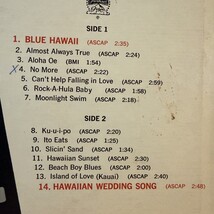 SIDE 1
1. BLUE HAWAII (ASCAP 2:35)
2. Almost Always True (ASCAP 2:24)
3. Aloha Oe (BMI 1:54)
X 4. No More (ASCAP 2:22)
5. Can't Help Falling in Love (ASCAP 2:59)
6. Rock-A-Hula Baby (ASCAP 1:58)
7. Moonlight Swim (ASCAP 2:18)
SIDE 2
8. Ku-u-i-po (ASCAP 2:20)
9. Ito Eats (ASCAP 1:25)
10. Slicin' Sand (ASCAP 1:34)
11. Hawaiian Sunset (ASCAP 2:30)
12. Beach Boy Blues (ASCAP 2:00)
13. Island of Love (Kauai) (ASCAP 2:40)
14. HAWAIIAN WEDDING SONG (ASCAP 2:48)